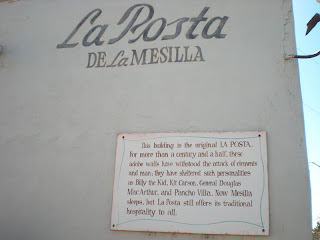 La Posta
DE La MESILLA
This building is the original LA POSTA.
For more than a century and a half, these
adobe walls have withstood the attack of elements
and man; they have sheltered such personalities
as Billy the Kid, Kit Carson, General Douglas
MacArthur, and Pancho Villa. Now Mesilla
sleeps, but La Posta still offers its traditional
hospitality to all.